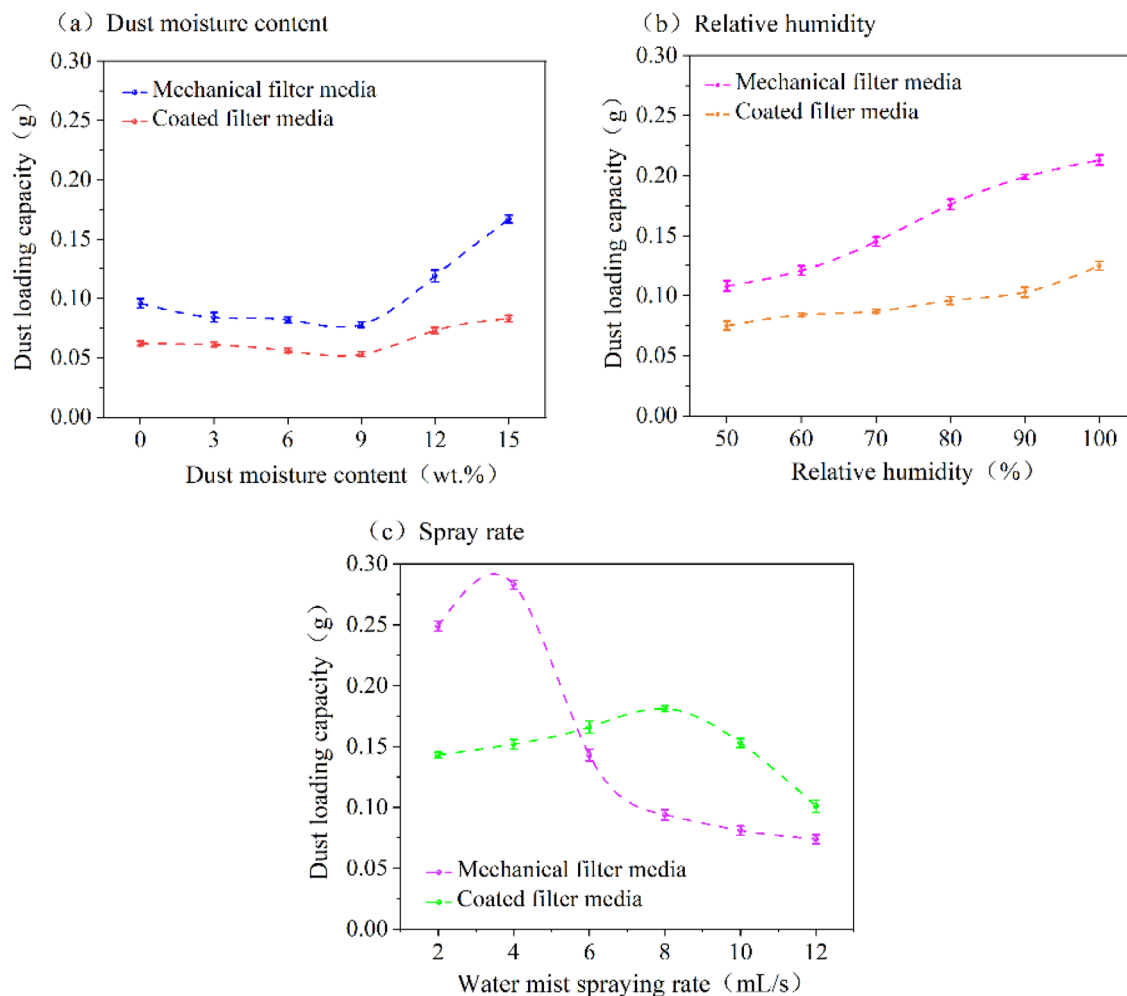 （a）Dust moisture content
0.30
0.25
0.20
0.15
0.10
0.05
0.00
Dust loading capacity（g）
Mechanical filter media
Coated filter media
0 3 6 9 12 15
Dust moisture content（wt.%）
（b）Relative humidity
0.30
0.25
0.20
0.15
0.10
0.05
0.00
Dust loading capacity（g）
Mechanical filter media
Coated filter media
50 60 70 80 90 100
Relative humidity（%）
（c）Spray rate
0.30
0.25
0.20
0.15
0.10
0.05
0.00
Dust loading capacity（g）
Mechanical filter media
Coated filter media
2 4 6 8 10 12
Water mist spraying rate（mL/s）